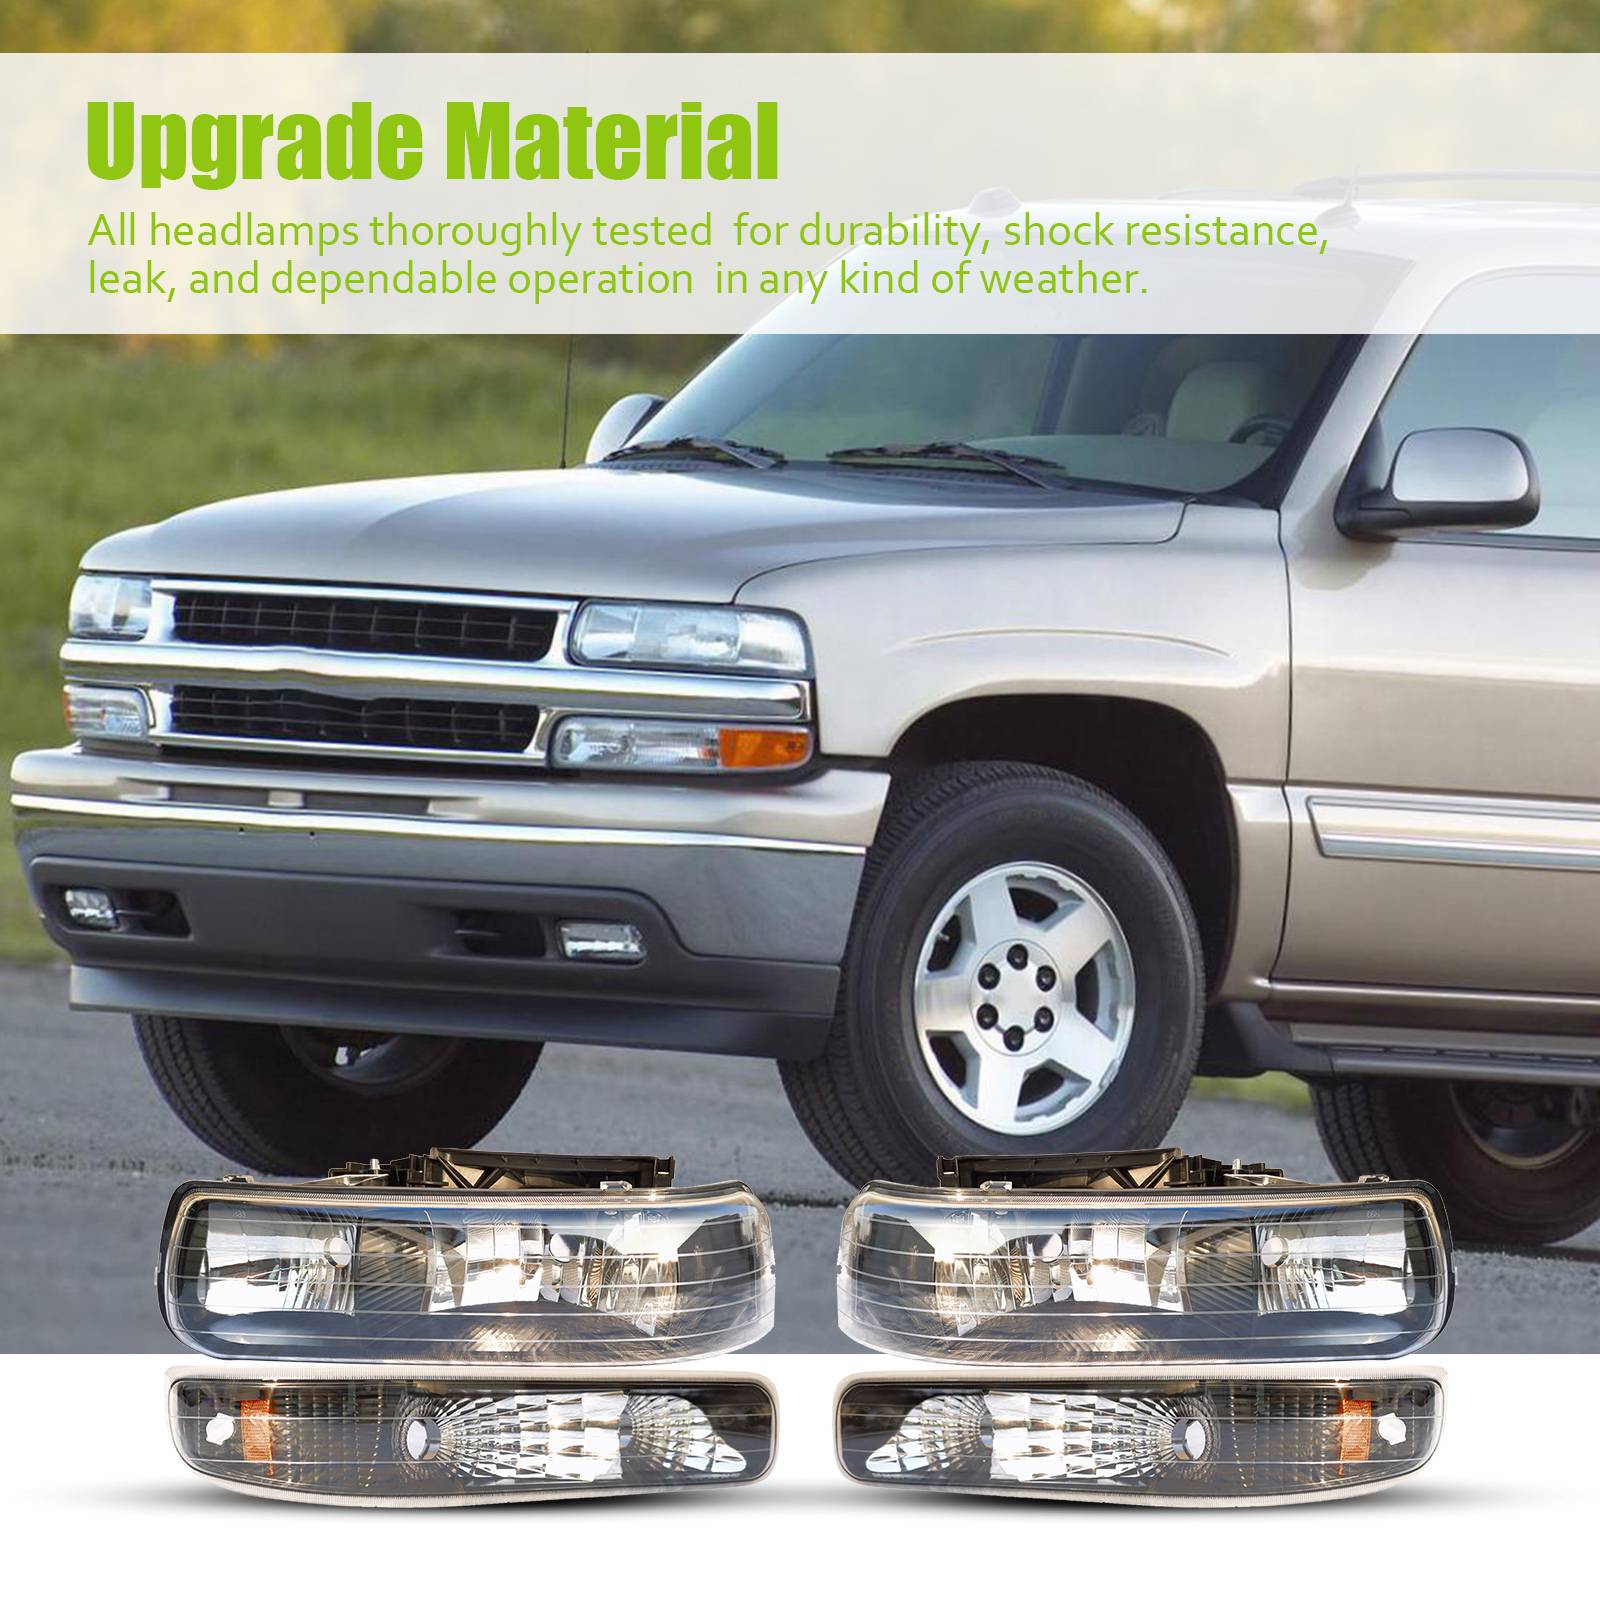 Upgrade Material
All headlamps thoroughly tested  for durability, shock resistance,
leak, and dependable operation  in any kind of weather.